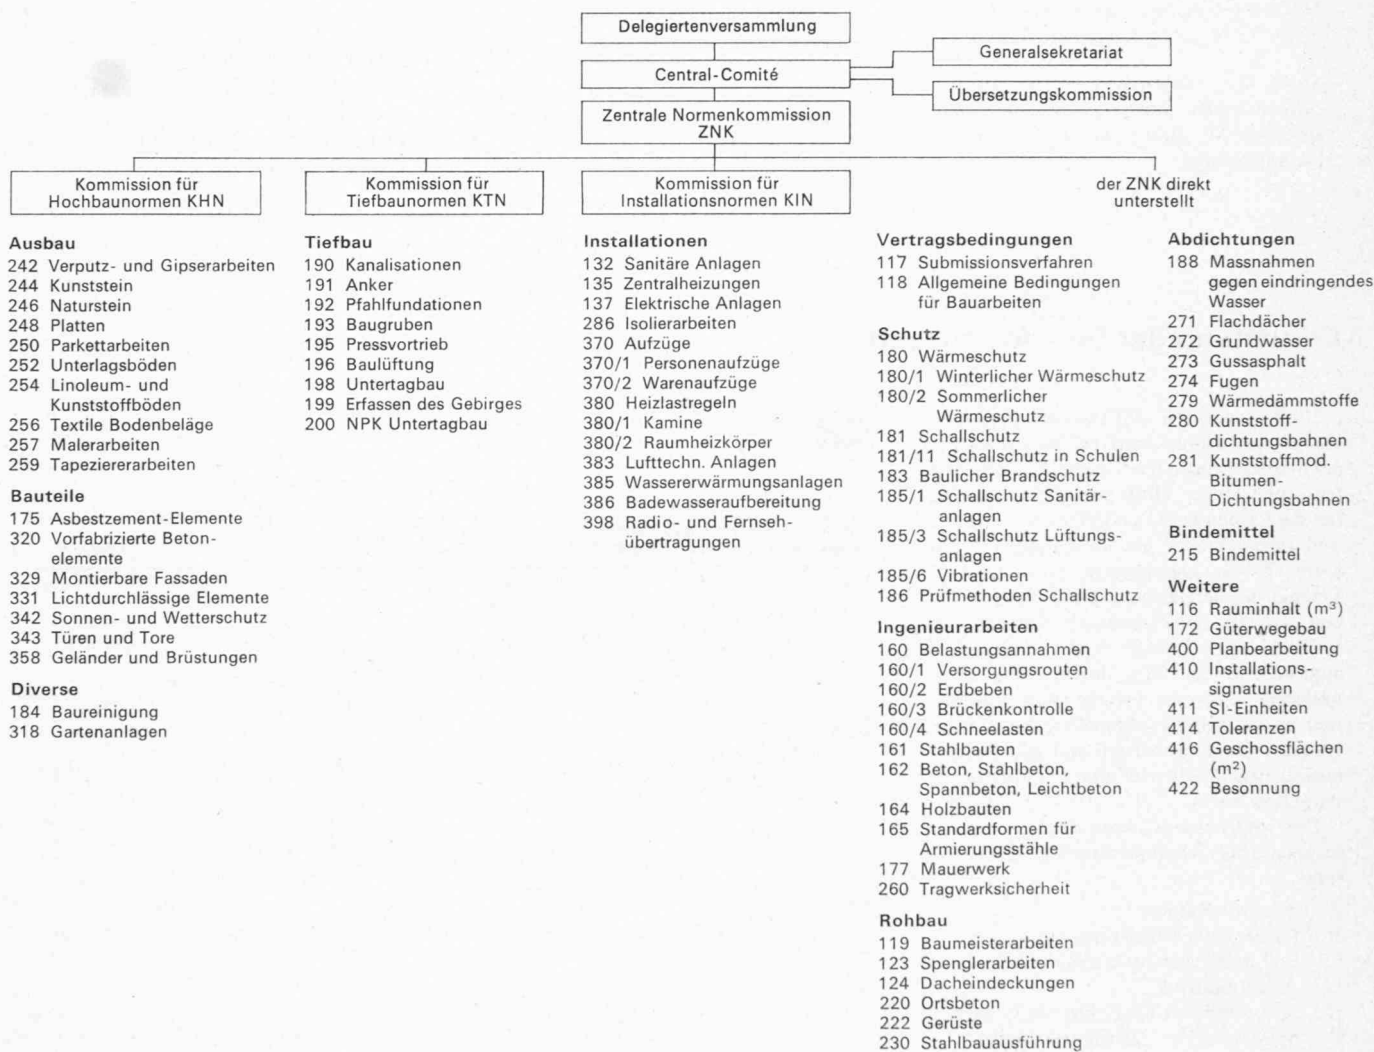 Delegiertenversammlung
Central-Comité
Generalsekretariat
Übersetzungskommission
Zentrale Normenkommission
ZNK
Kommission für
Hochbaunormen KHN
Kommission für
Tiefbaunormen KTN
Kommission für
Installationsnormen KIN
der ZNK direkt
unterstellt
Ausbau
242 Verputz- und Gipserarbeiten
244 Kunststein
246 Naturstein
248 Platten
250 Parkettarbeiten
252 Unterlagsböden
254 Linoleum- und
Kunststoffböden
256 Textile Bodenbeläge
257 Malerarbeiten
259 Tapeziererarbeiten
Bauteile
175 Asbestzement-Elemente
320 Vorfabrizierte Beton-
elemente
329 Montierbare Fassaden
331 Lichtdurchlässige Elemente
342 Sonnen- und Wetterschutz
343 Türen und Tore
358 Geländer und Brüstungen
Diverse
184 Baureinigung
318 Gartenanlagen
Tiefbau
190 Kanalisationen
191 Anker
192 Pfahlfundationen
193 Baugruben
195 Pressvortrieb
196 Baulüftung
198 Untertagbau
199 Erfassen des Gebirges
200 NPK Untertagbau
Installationen
132 Sanitäre Anlagen
135 Zentralheizungen
137 Elektrische Anlagen
286 Isolierarbeiten
370 Aufzüge
370/1 Personenaufzüge
370/2 Warenaufzüge
380 Heizlastregeln
380/1 Kamine
380/2 Raumheizkörper
383 Lufttechn. Anlagen
385 Wassererwärmungsanlagen
386 Badewasseraufbereitung
398 Radio- und Fernseh-
übertragungen
Vertragsbedingungen
117 Submissionsverfahren
118 Allgemeine Bedingungen
für Bauarbeiten
Schutz
180 Wärmeschutz
180/1 Winterlicher Wärmeschutz
180/2 Sommerlicher
Wärmeschutz
181 Schallschutz
181/11 Schallschutz in Schulen
183 Baulicher Brandschutz
185/1 Schallschutz Sanitär-
anlagen
185/3 Schallschutz Lüftungs-
anlagen
185/6 Vibrationen
186 Prüfmethoden Schallschutz
Ingenieurarbeiten
160 Belastungsannahmen
160/1 Versorgungsrouten
160/2 Erdbeben
160/3 Brückenkontrolle
160/4 Schneelasten
161 Stahlbauten
162 Beton, Stahlbeton,
Spannbeton, Leichtbeton
164 Holzbauten
165 Standardformen für
Armierungsstähle
177 Mauerwerk
260 Tragwerksicherheit
Rohbau
119 Baumeisterarbeiten
123 Spenglerarbeiten
124 Dacheindeckungen
220 Ortsbeton
222 Gerüste
230 Stahlbauausführung
Abdichtungen
188 Massnahmen
gegen eindringendes
Wasser
271 Flachdächer
272 Grundwasser
273 Gussasphalt
274 Fugen
279 Wärmedämmstoffe
280 Kunststoff-
dichtungsbahnen
281 Kunststoffmod.
Bitumen-
Dichtungsbahnen
Bindemittel
215 Bindemittel
Weitere
116 Rauminhalt (m³)
172 Güterwegebau
400 Planbearbeitung
410 Installations-
signaturen
411 SI-Einheiten
414 Toleranzen
416 Geschossflächen
(m²)
422 Besonnung